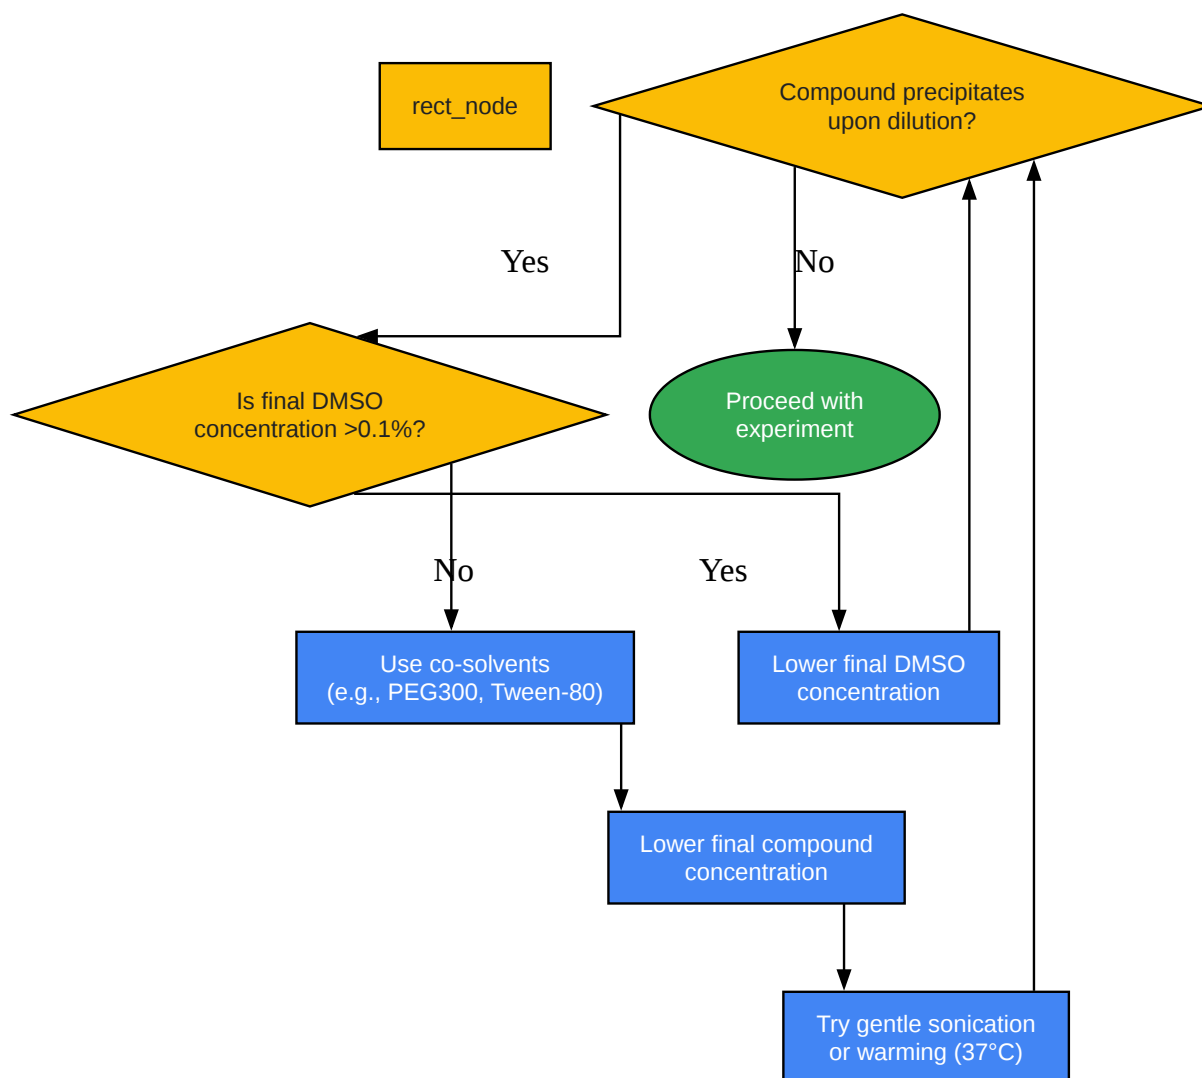 rect_node
Compound precipitates
upon dilution?
Yes
No
Is final DMSO
concentration >0.1%?
Proceed with
experiment
No
Yes
Use co-solvents
(e.g., PEG300, Tween-80)
Lower final DMSO
concentration
Lower final compound
concentration
Try gentle sonication
or warming (37°C)